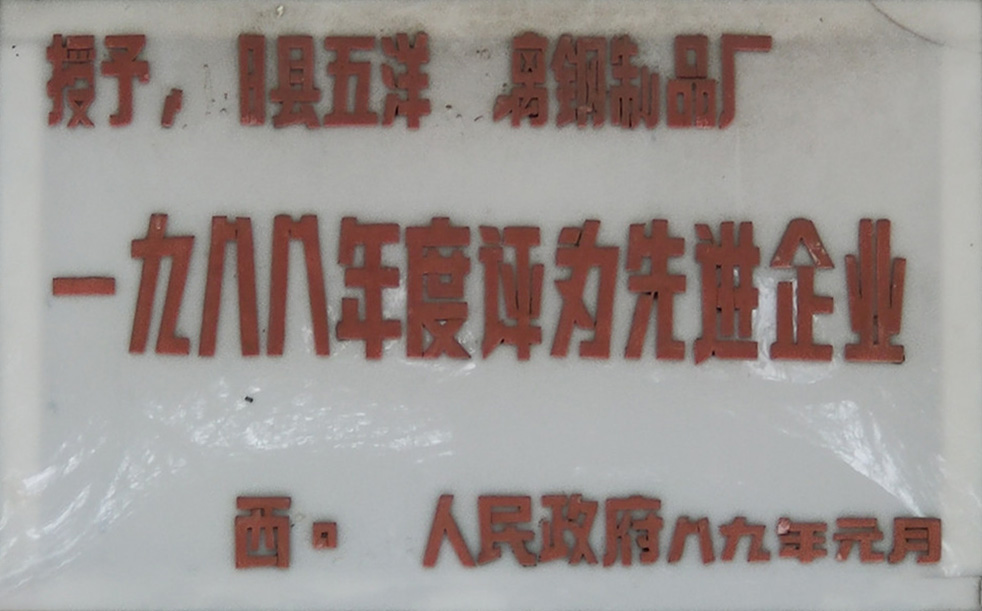 授予, 县五洋 钢制品厂
一九八八年度评为先进企业
西 人民政府八九年元月